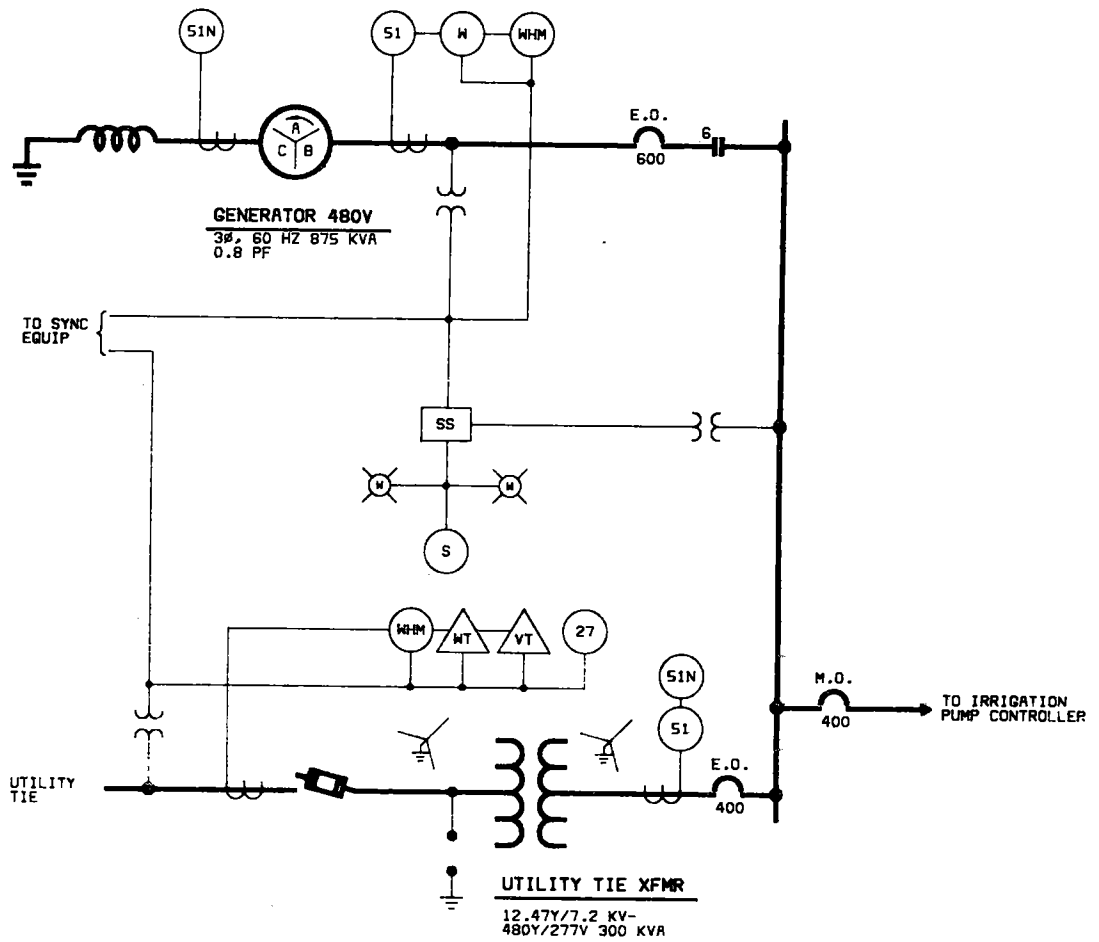 51N
51
W
WHM
E.O.
6
600
A
C B
GENERATOR 480V
3Ø, 60 HZ 875 KVA
0.8 PF
TO SYNC
EQUIP
SS
W
W
S
WHM
WT
VT
27
51N
51
M.O.
400
TO IRRIGATION
PUMP CONTROLLER
E.O.
400
UTILITY
TIE
UTILITY TIE XFMR
12.47Y/7.2 KV-
480Y/277V 300 KVA